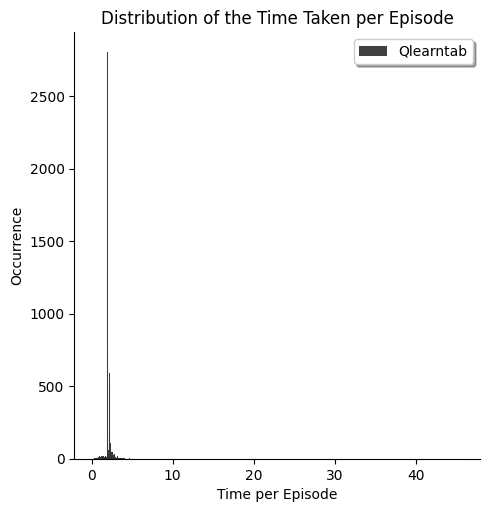 Distribution of the Time Taken per Episode
Qlearntab
2500
2000
1500
1000
500
0
Occurrence
0 10 20 30 40
Time per Episode